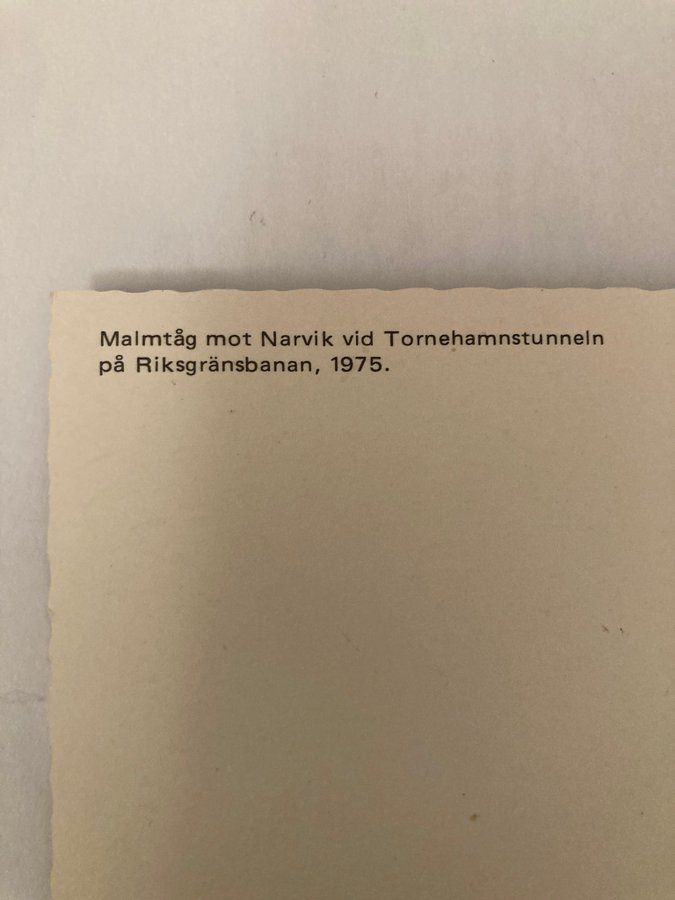 Malmtåg mot Narvik vid Tornehamnstunneln
på Riksgränsbanan, 1975.